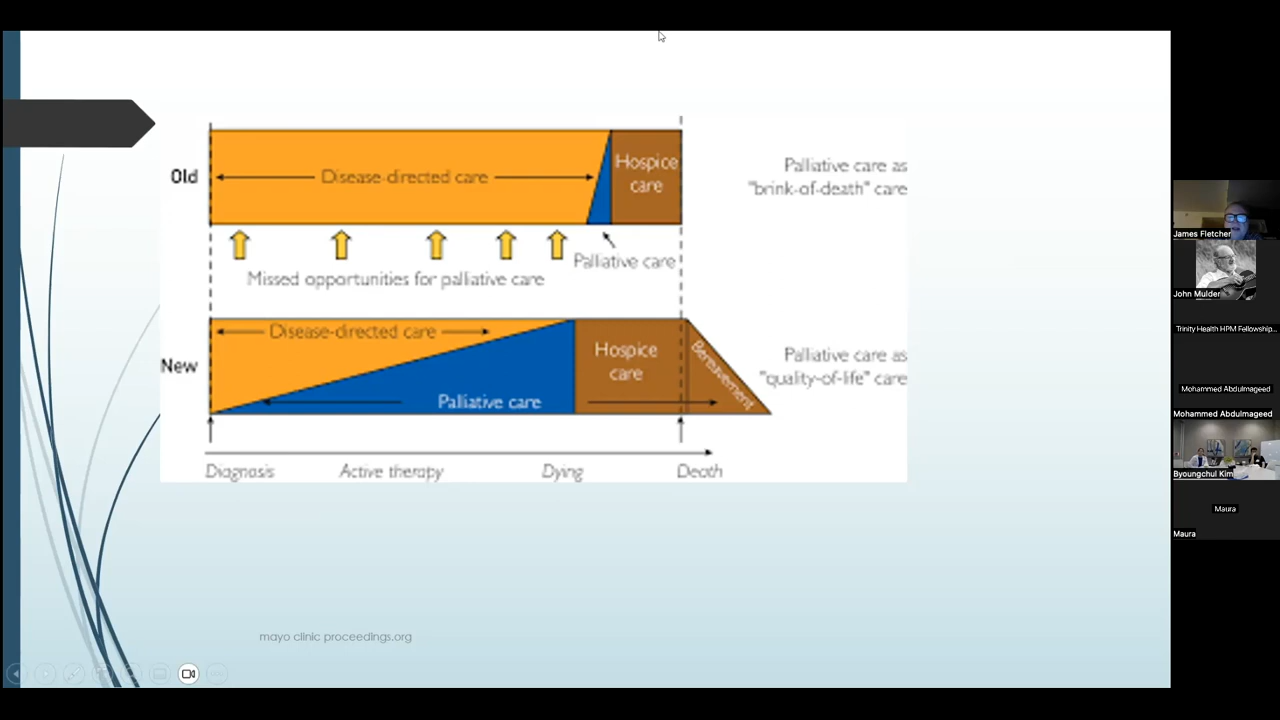 Old
Disease-directed care
Hospice
care
Palliative care as
"brink-of-death" care
Palliative care
Missed opportunities for palliative care
New
Disease-directed care
Palliative care
Hospice
care
Bereavement
Palliative care as
"quality-of-life" care
Diagnosis
Active therapy
Dying
Death
mayo clinic proceedings.org
James Fletcher
John Mulder
Trinity Health HPM Fellowship...
Mohammed Abdulmageed
Mohammed Abdulmageed
Byoungchul Kim
Maura
Maura